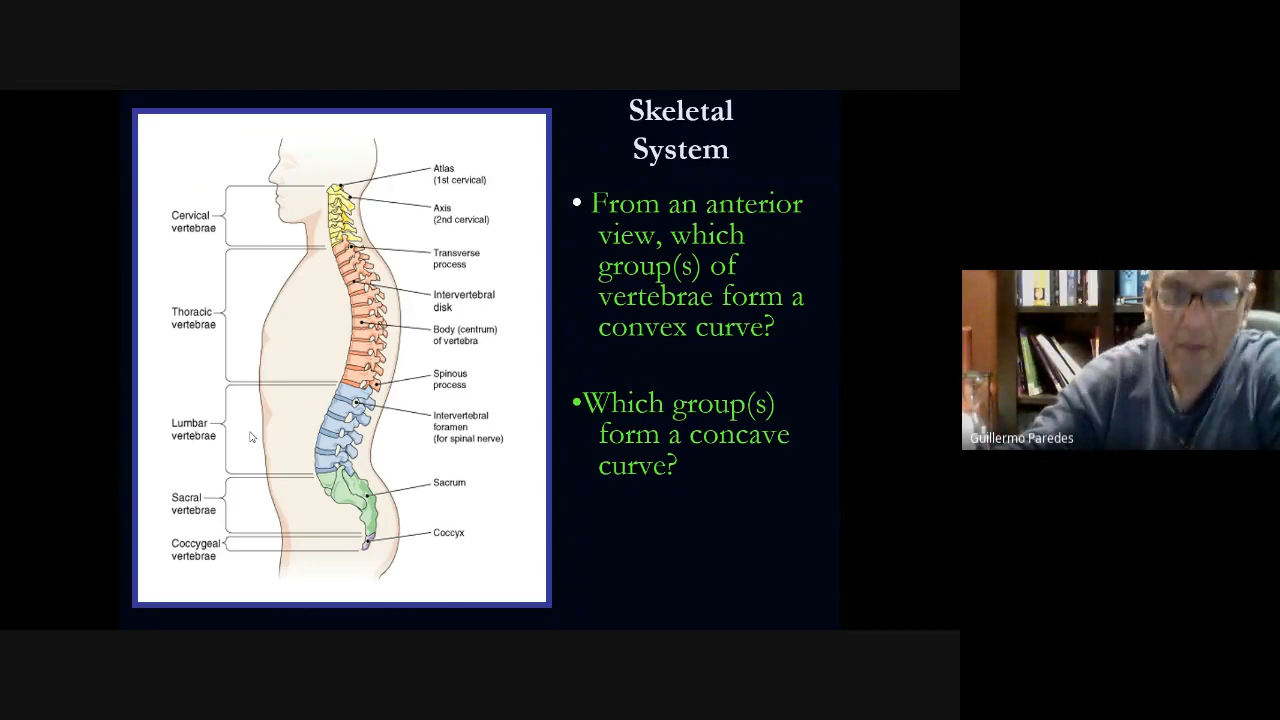 Skeletal
System
Atlas
(1st cervical)
Axis
(2nd cervical)
Transverse
process
Intervertebral
disk
Body (centrum)
of vertebra
Spinous
process
Intervertebral
foramen
(for spinal nerve)
Sacrum
Coccyx
Cervical
vertebrae
Thoracic
vertebrae
Lumbar
vertebrae
Sacral
vertebrae
Coccygeal
vertebrae
• From an anterior
view, which
group(s) of
vertebrae form a
convex curve?
•Which group(s)
form a concave
curve?
Guillermo Paredes